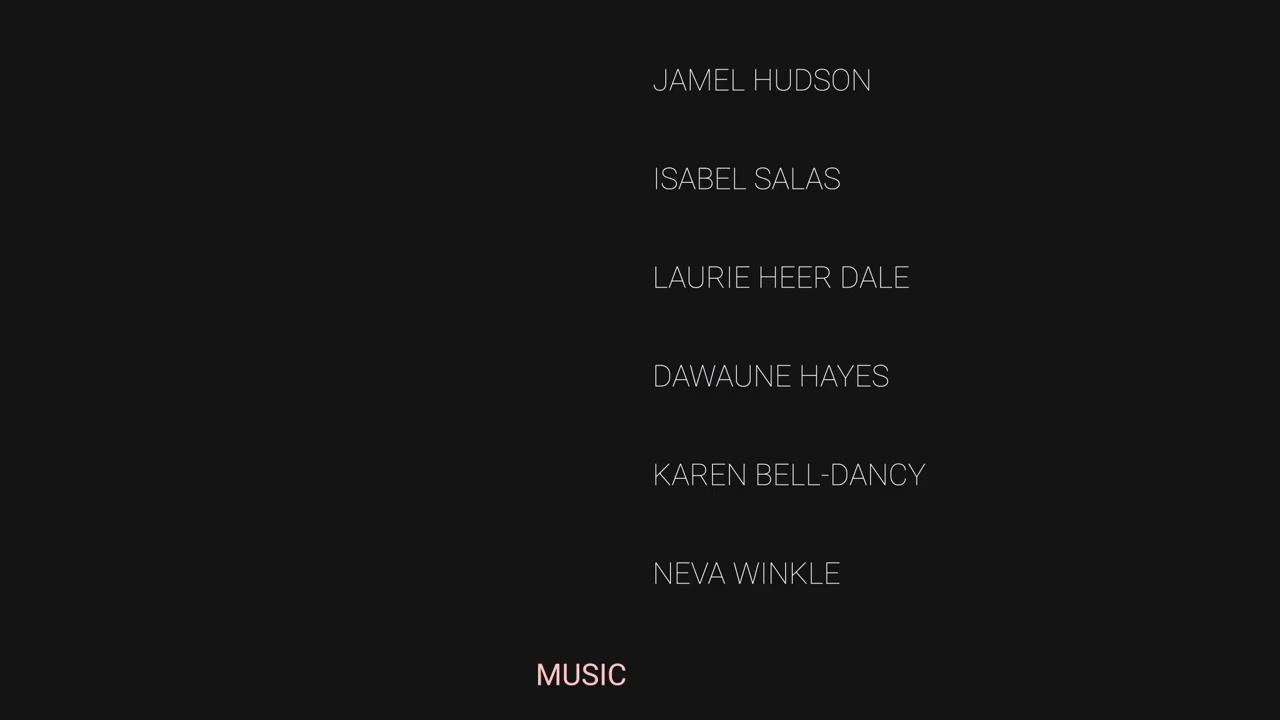 JAMEL HUDSON
ISABEL SALAS
LAURIE HEER DALE
DAWAUNE HAYES
KAREN BELL-DANCY
NEVA WINKLE
MUSIC